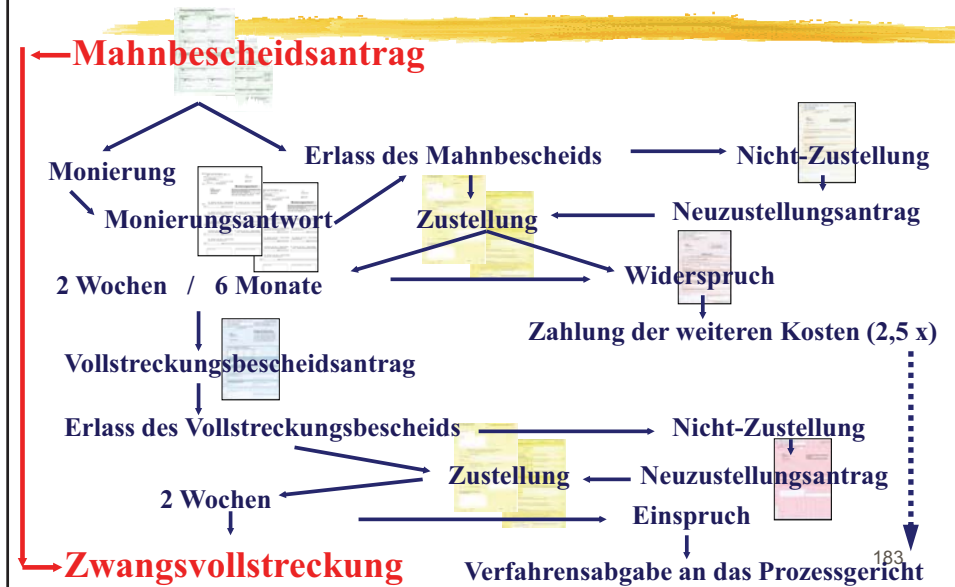 Mahnbescheidsantrag
Erlass des Mahnbescheids
Nicht-Zustellung
Monierung
Monierungsantwort
Zustellung
Neuzustellungsantrag
2 Wochen / 6 Monate
Widerspruch
Zahlung der weiteren Kosten (2,5 x)
Vollstreckungsbescheidsantrag
Erlass des Vollstreckungsbescheids
Nicht-Zustellung
Zustellung
Neuzustellungsantrag
2 Wochen
Einspruch
Zwangsvollstreckung
Verfahrensabgabe an das Prozessgericht
183